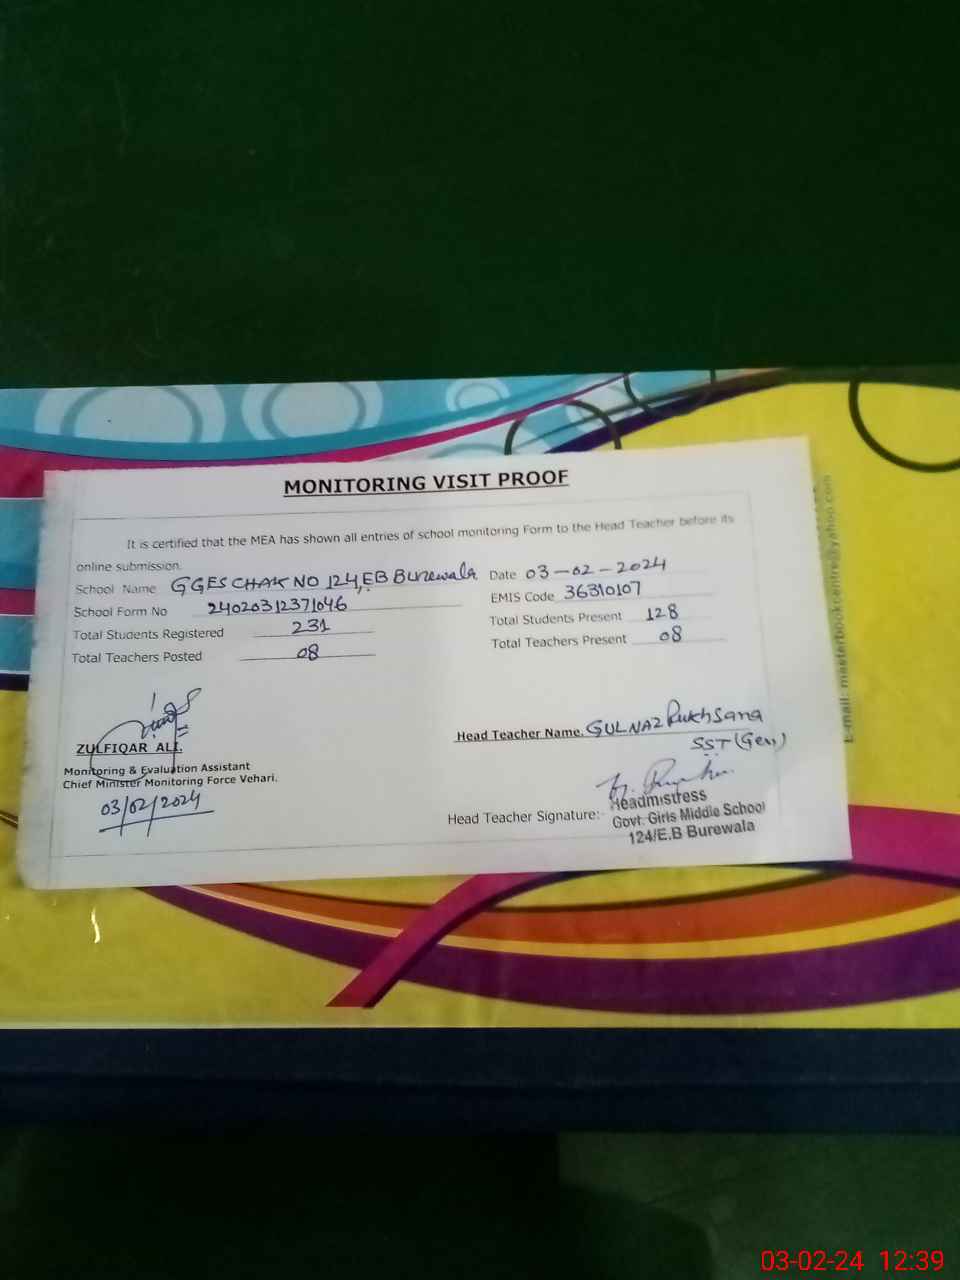 MONITORING VISIT PROOF
It is certified that the MEA has shown all entries of school monitoring Form to the Head Teacher before its
online submission.
School Name GGES CHAK NO 124,EB Burewala Date 03-02-2024
School Form No 24020312371046 EMIS Code 36310107
Total Students Registered 231 Total Students Present 128
Total Teachers Posted 08 Total Teachers Present 08
ZULFIQAR ALI.
Monitoring & Evaluation Assistant
Chief Minister Monitoring Force Vehari.
03/02/2024
Head Teacher Name. GULNAZ Rukhsana
SST (Gen)
Head Teacher Signature:-
Headmistress
Govt. Girls Middle School
124/E.B Burewala
E-mail: masterbookcentre@yahoo.com
03-02-24 12:39